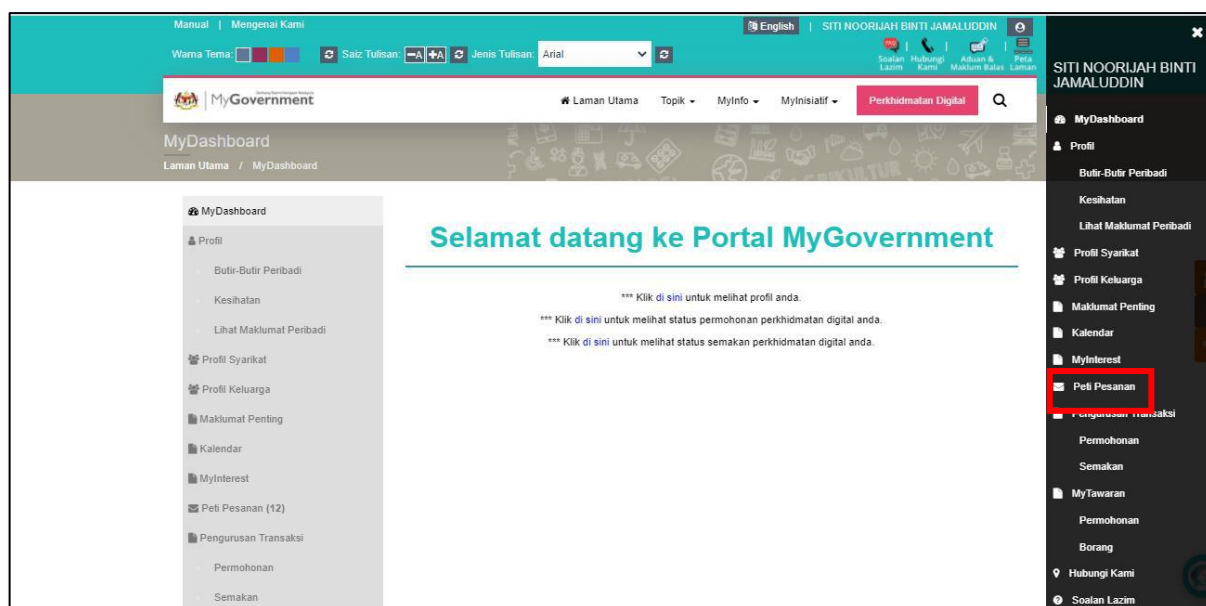 Manual | Mengenai Kami
English | SITI NOORIJAH BINTI JAMALUDDIN
Warna Tema: Saiz Tulisan: -A +A Jenis Tulisan: Arial
Soalan Lazim | Hubungi Kami | Aduan & Maklum Balas | Peta Laman
MyGovernment
Laman Utama Topik MyInfo MyInisiatif Perkhidmatan Digital
MyDashboard
Laman Utama / MyDashboard
MyDashboard
Profil
Butir-Butir Peribadi
Kesihatan
Lihat Maklumat Peribadi
Profil Syarikat
Profil Keluarga
Maklumat Penting
Kalendar
MyInterest
Peti Pesanan (12)
Pengurusan Transaksi
Permohonan
Semakan
Selamat datang ke Portal MyGovernment
*** Klik di sini untuk melihat profil anda.
*** Klik di sini untuk melihat status permohonan perkhidmatan digital anda.
*** Klik di sini untuk melihat status semakan perkhidmatan digital anda.
SITI NOORIJAH BINTI
JAMALUDDIN
MyDashboard
Profil
Butir-Butir Peribadi
Kesihatan
Lihat Maklumat Peribadi
Profil Syarikat
Profil Keluarga
Maklumat Penting
Kalendar
MyInterest
Peti Pesanan
Pengurusan Transaksi
Permohonan
Semakan
MyTawaran
Permohonan
Borang
Hubungi Kami
Soalan Lazim